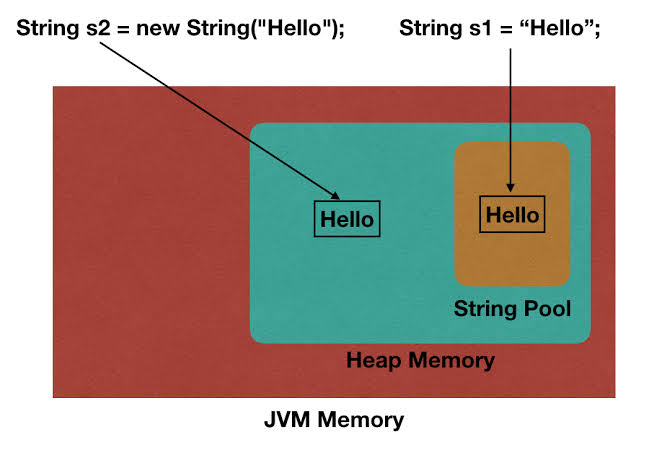 String s2 = new String("Hello");
String s1 = “Hello”;
Hello
Hello
String Pool
Heap Memory
JVM Memory